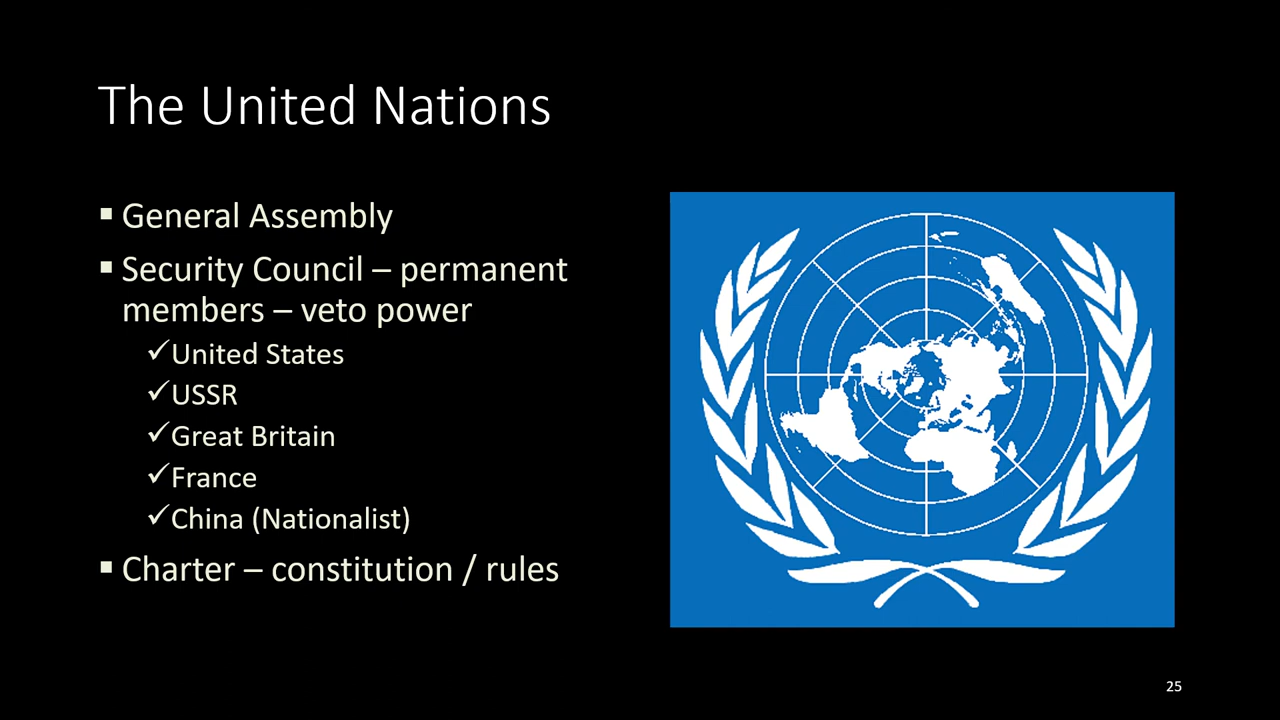 The United Nations
▪ General Assembly
▪ Security Council – permanent
members – veto power
✓United States
✓USSR
✓Great Britain
✓France
✓China (Nationalist)
▪ Charter – constitution / rules
25